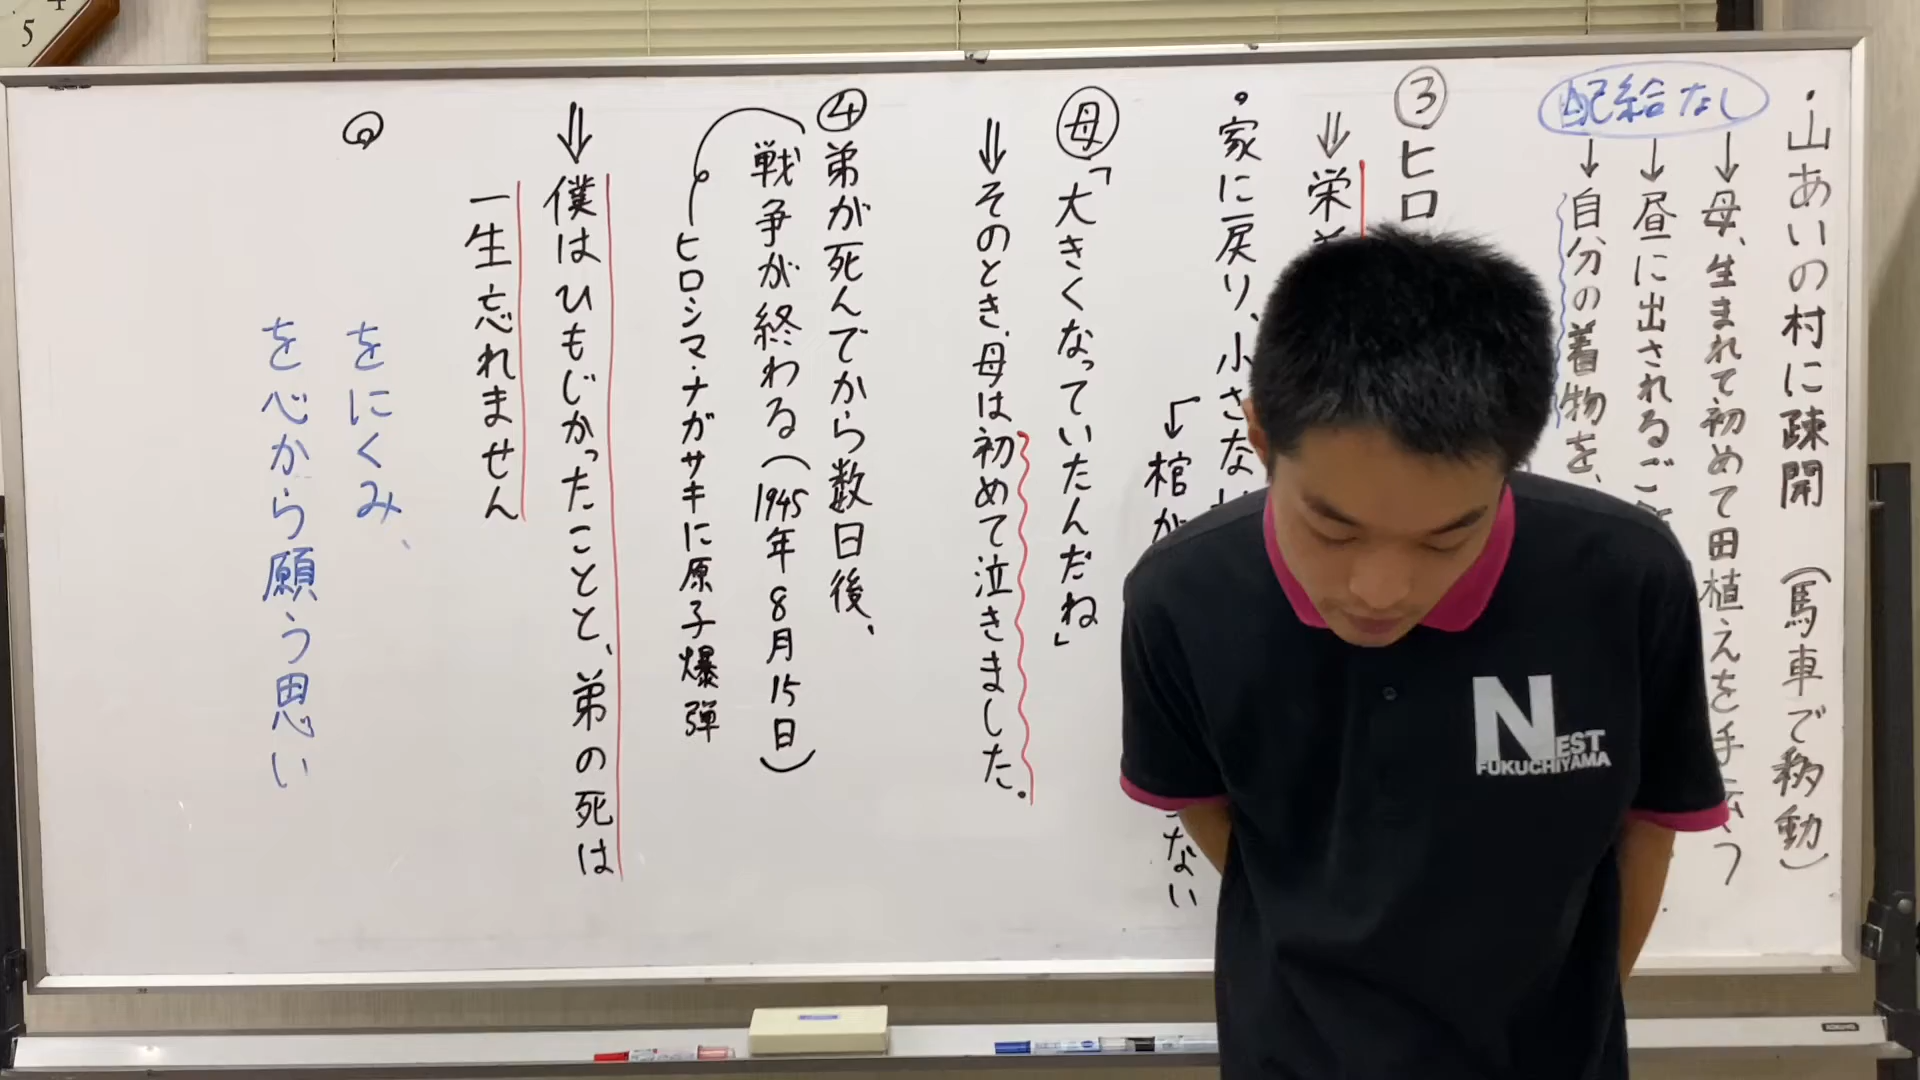 ・山あいの村に疎開 (馬車で移動)
配給なし
↓母、生まれて初めて田植えを手伝う
↓昼に出されるご
↓自分の着物を、
③ヒロ
⇓栄
・家に戻り、小さな
棺が
ない
母「大きくなっていたんだね」
⇓そのとき、母は初めて泣きました。
④弟が死んでから数日後、
戦争が終わる(1945年8月15日)
ヒロシマ・ナガサキに原子爆弾
⇓僕はひもじかったことと、弟の死は
一生忘れません
をにくみ、
を心から願う思い
NEST
FUKUCHIYAMA
5